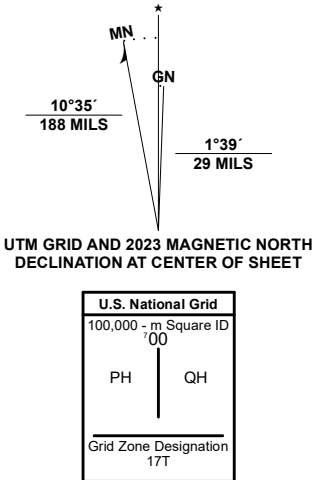 ★
MN
GN
10°35´
188 MILS
1°39´
29 MILS
UTM GRID AND 2023 MAGNETIC NORTH
DECLINATION AT CENTER OF SHEET
U.S. National Grid
100,000 - m Square ID
⁷00
PH QH
Grid Zone Designation
17T